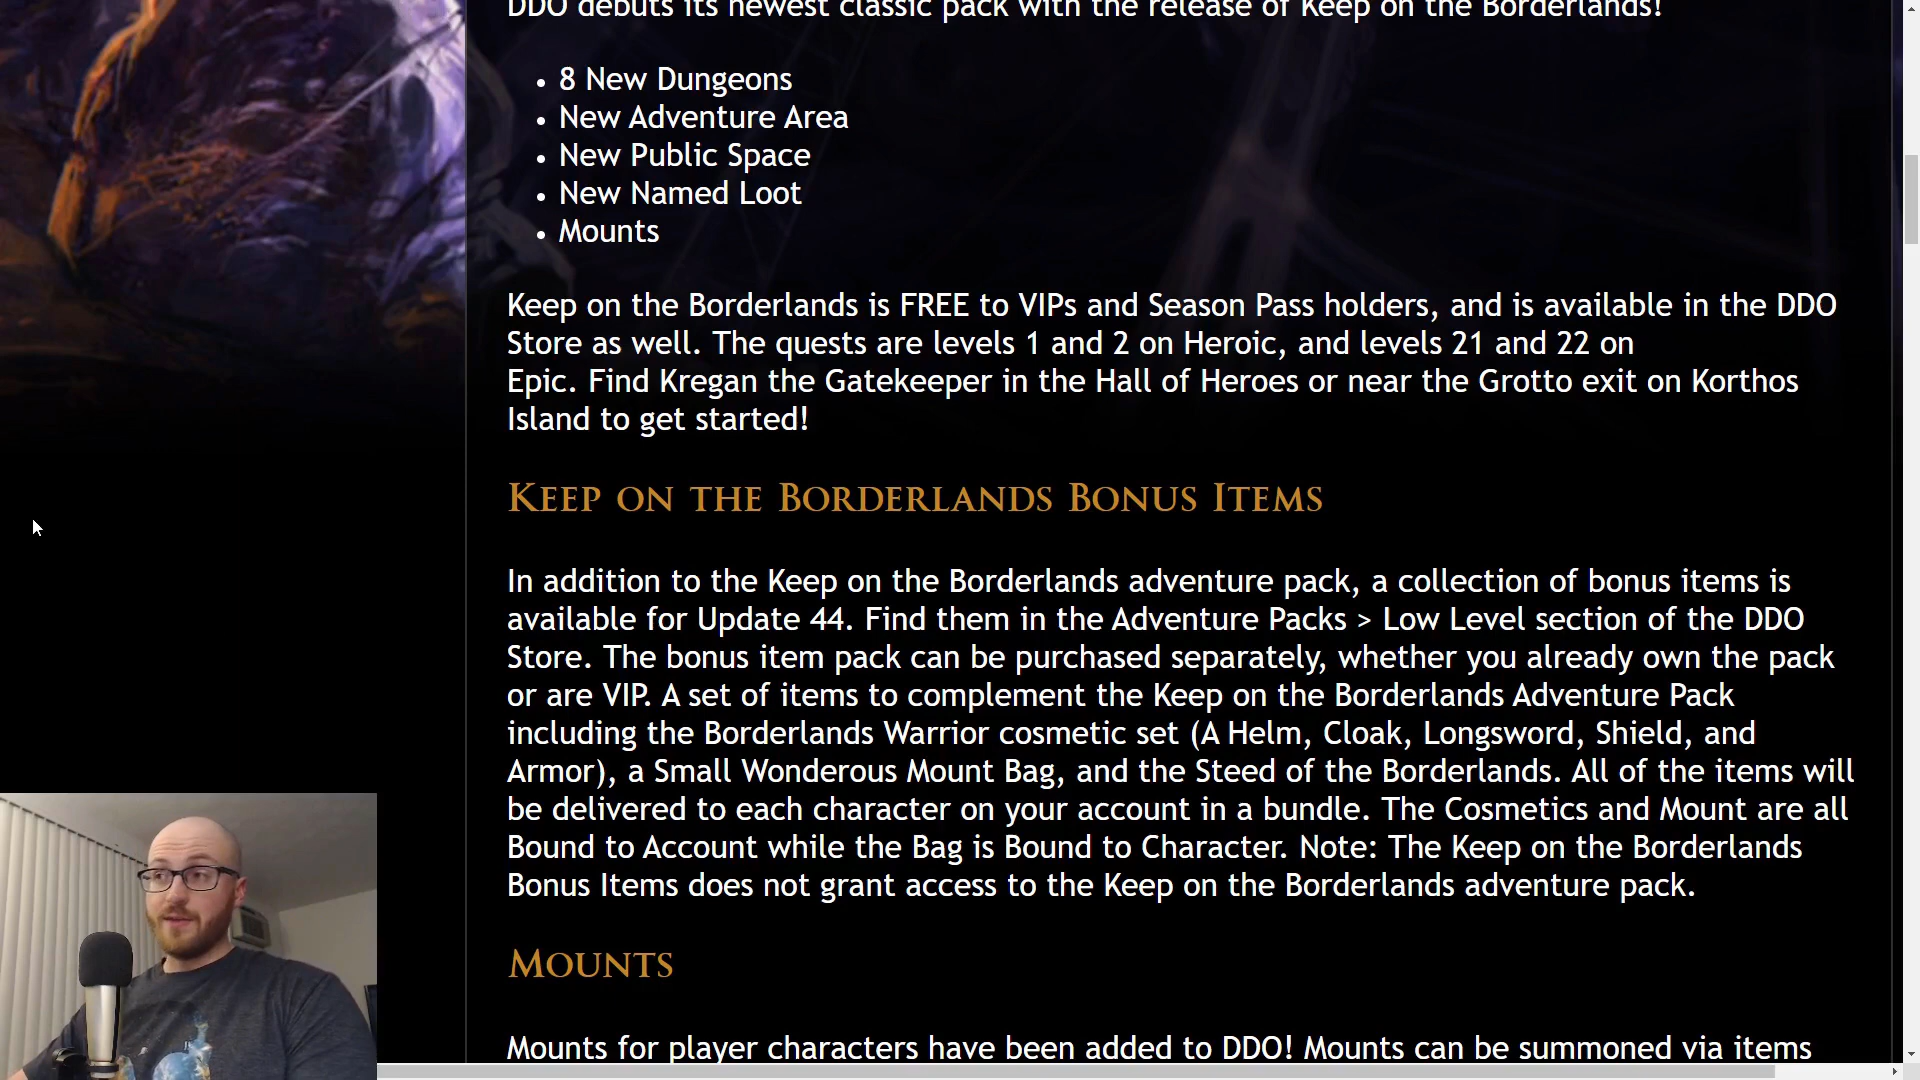 DDO debuts its newest classic pack with the release of Keep on the Borderlands!
• 8 New Dungeons
• New Adventure Area
• New Public Space
• New Named Loot
• Mounts
Keep on the Borderlands is FREE to VIPs and Season Pass holders, and is available in the DDO
Store as well. The quests are levels 1 and 2 on Heroic, and levels 21 and 22 on
Epic. Find Kregan the Gatekeeper in the Hall of Heroes or near the Grotto exit on Korthos
Island to get started!
Keep on the Borderlands Bonus Items
In addition to the Keep on the Borderlands adventure pack, a collection of bonus items is
available for Update 44. Find them in the Adventure Packs > Low Level section of the DDO
Store. The bonus item pack can be purchased separately, whether you already own the pack
or are VIP. A set of items to complement the Keep on the Borderlands Adventure Pack
including the Borderlands Warrior cosmetic set (A Helm, Cloak, Longsword, Shield, and
Armor), a Small Wonderous Mount Bag, and the Steed of the Borderlands. All of the items will
be delivered to each character on your account in a bundle. The Cosmetics and Mount are all
Bound to Account while the Bag is Bound to Character. Note: The Keep on the Borderlands
Bonus Items does not grant access to the Keep on the Borderlands adventure pack.
Mounts
Mounts for player characters have been added to DDO! Mounts can be summoned via items